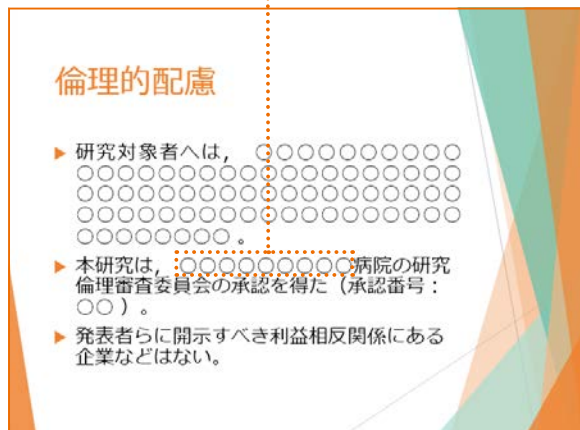 倫理的配慮
研究対象者へは， ○○○○○○○○○○
○○○○○○○○○○○○○○○○○○○
○○○○○○○○○○○○○○○○○○○
○○○○○○○○○○○○○○○○○○○
○○○○○○○○ 。
本研究は， ○○○○○○○○○病院の研究
倫理審査委員会の承認を得た（承認番号：
○○ ）。
発表者らに開示すべき利益相反関係にある
企業などはない。